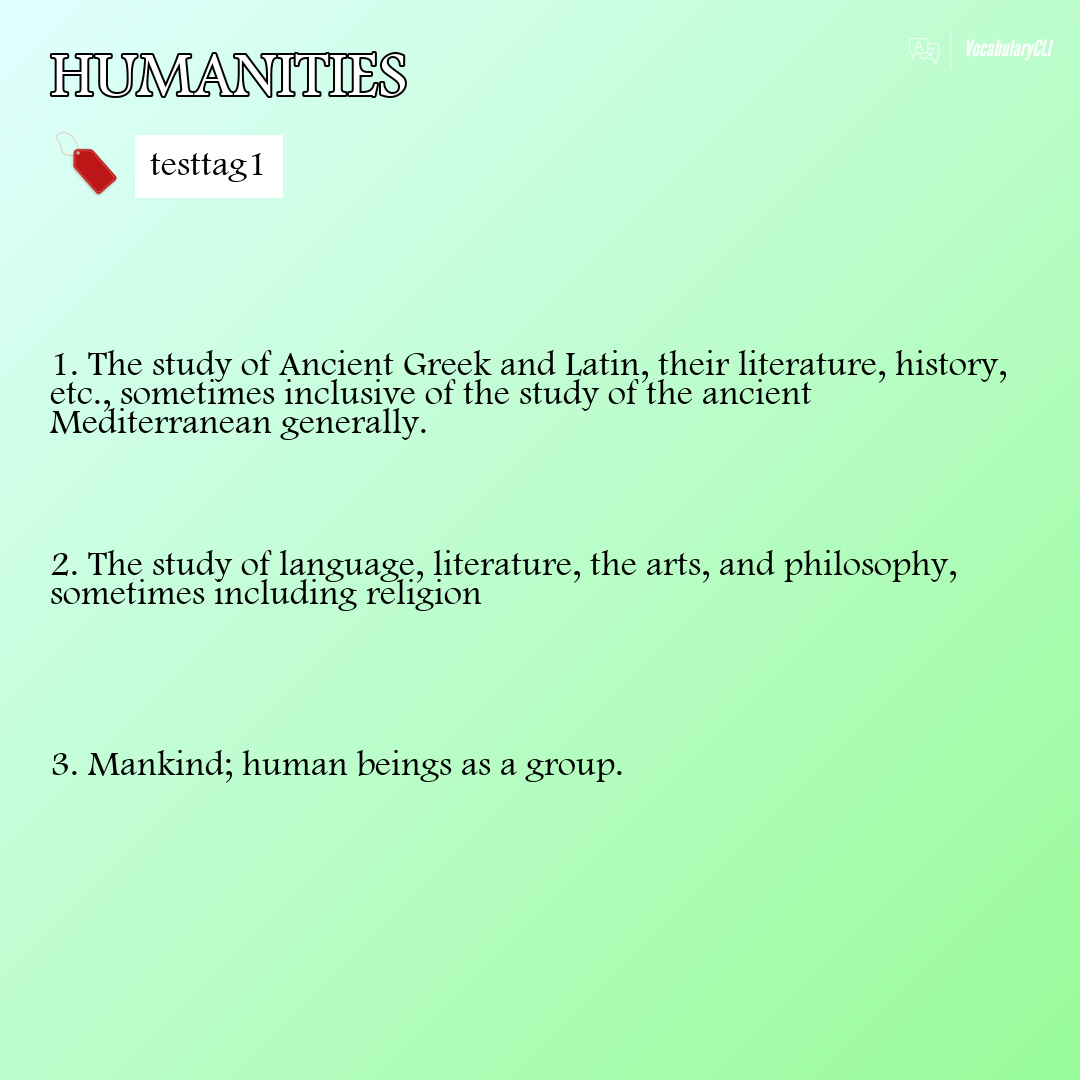 HUMANITIES
VocabularyCLI
testtag1
1. The study of Ancient Greek and Latin, their literature, history,
etc., sometimes inclusive of the study of the ancient
Mediterranean generally.
2. The study of language, literature, the arts, and philosophy,
sometimes including religion
3. Mankind; human beings as a group.